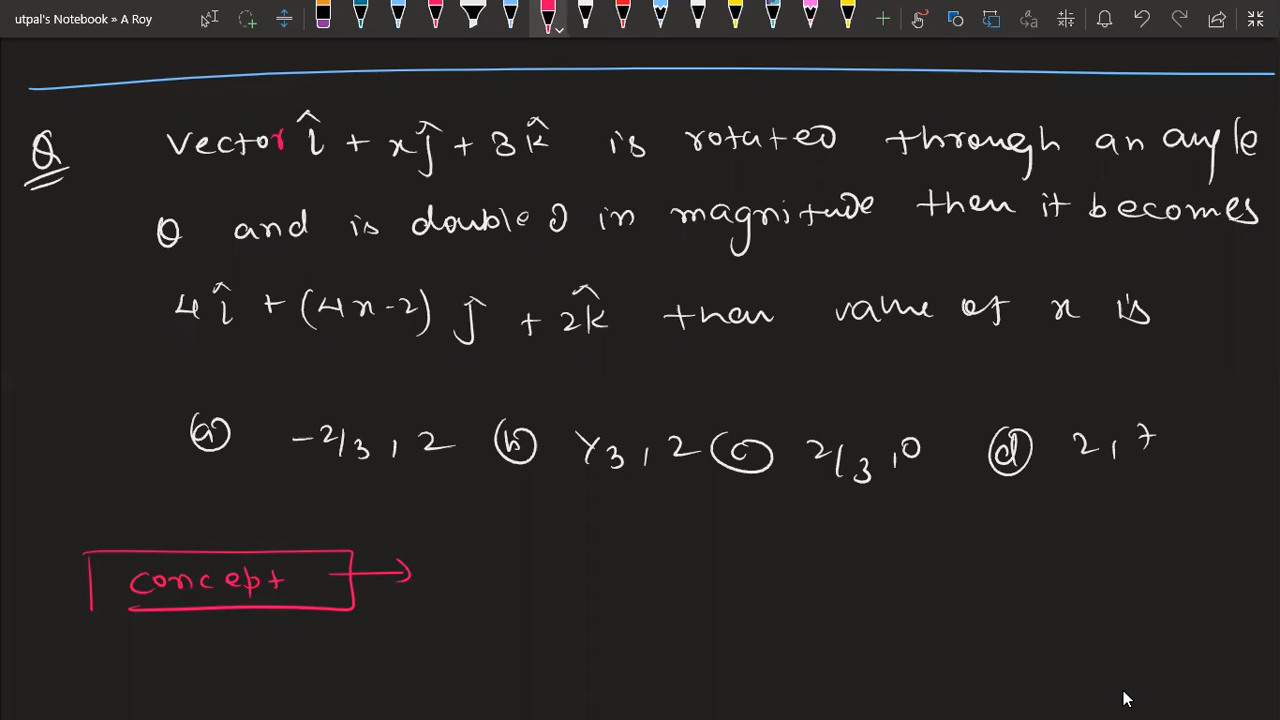 utpal's Notebook » A Roy
Q vector î + xĵ + 3k̂ is rotated through an angle
θ and is doubled in magnitude then it becomes
4î + (4x-2) ĵ + 2k̂ then value of x is
(a) -2/3, 2 (b) 1/3, 2 (c) 2/3, 0 (d) 2, 7
concept →